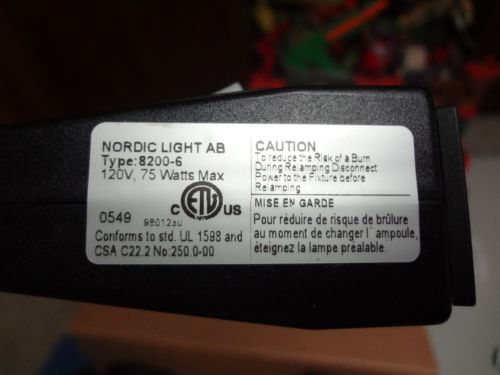 NORDIC LIGHT AB
Type:8200-6
120V, 75 Watts Max
C ETL US
0549
Conforms to std. UL 1598 and
CSA C22.2 No:250.0-00
CAUTION
To reduce the Risk of a Burn
During Relamping Disconnect
Power to the Fixture before
Relamping
MISE EN GARDE
Pour réduire de risque de brûlure
au moment de changer l' ampoule,
éteignez la lampe préalable.